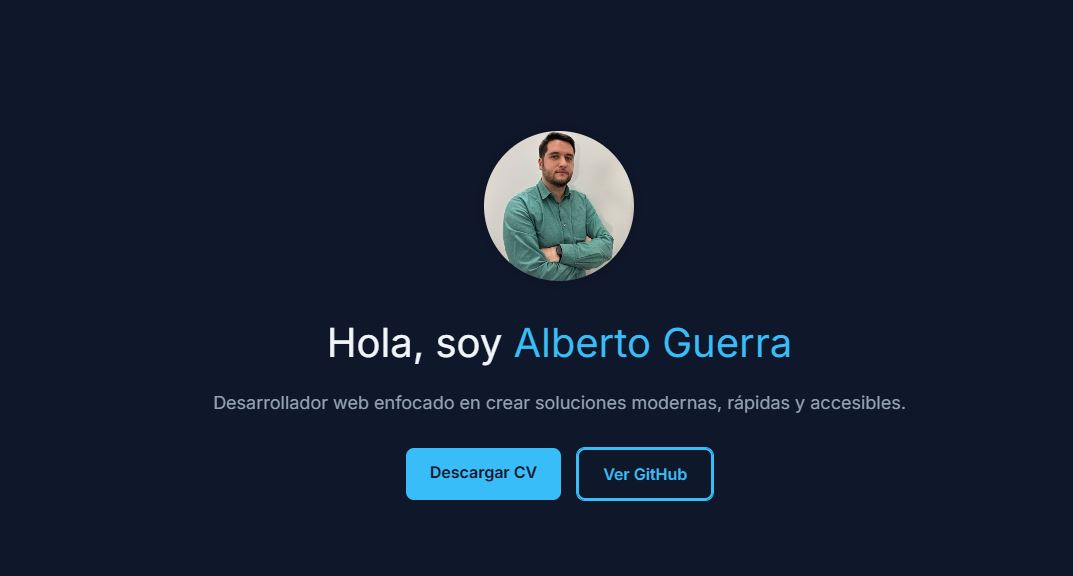 Hola, soy Alberto Guerra
Desarrollador web enfocado en crear soluciones modernas, rápidas y accesibles.
Descargar CV
Ver GitHub